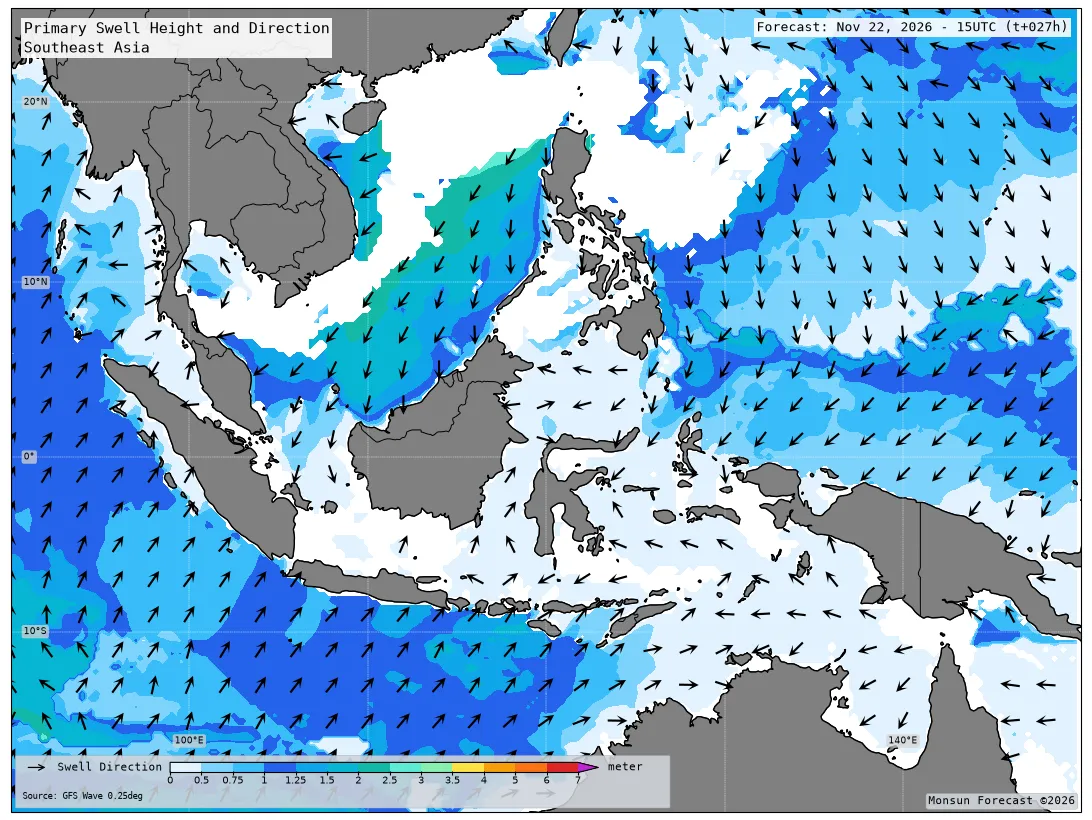 Primary Swell Height and Direction
Southeast Asia
Forecast: Nov 22, 2026 - 15UTC (t+027h)
20°N
10°N
0°
10°S
100°E
140°E
Swell Direction
0 0.5 0.75 1 1.25 1.5 2 2.5 3 3.5 4 5 6 7
meter
Source: GFS Wave 0.25deg
Monsun Forecast ©2026